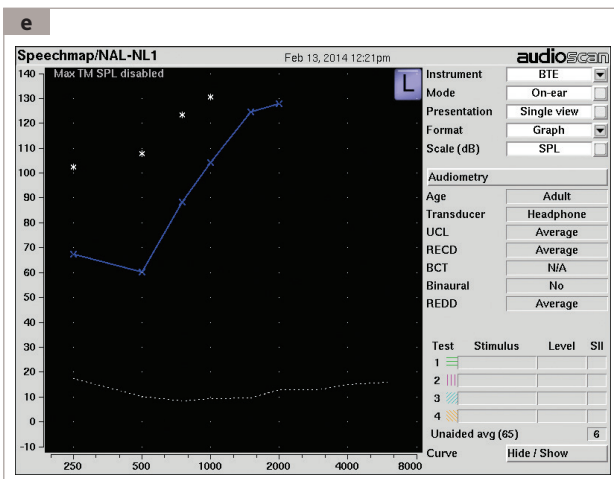 e
Speechmap/NAL-NL1 Feb 13, 2014 12:21pm audioscan
Max TM SPL disabled
L
140
130
120
110
100
90
80
70
60
50
40
30
20
10
0
-10
250 500 1000 2000 4000 8000
Instrument BTE
Mode On-ear
Presentation Single view
Format Graph
Scale (dB) SPL
Audiometry
Age Adult
Transducer Headphone
UCL Average
RECD Average
BCT N/A
Binaural No
REDD Average
Test Stimulus Level SII
1
2
3
4
Unaided avg (65) 6
Curve Hide / Show